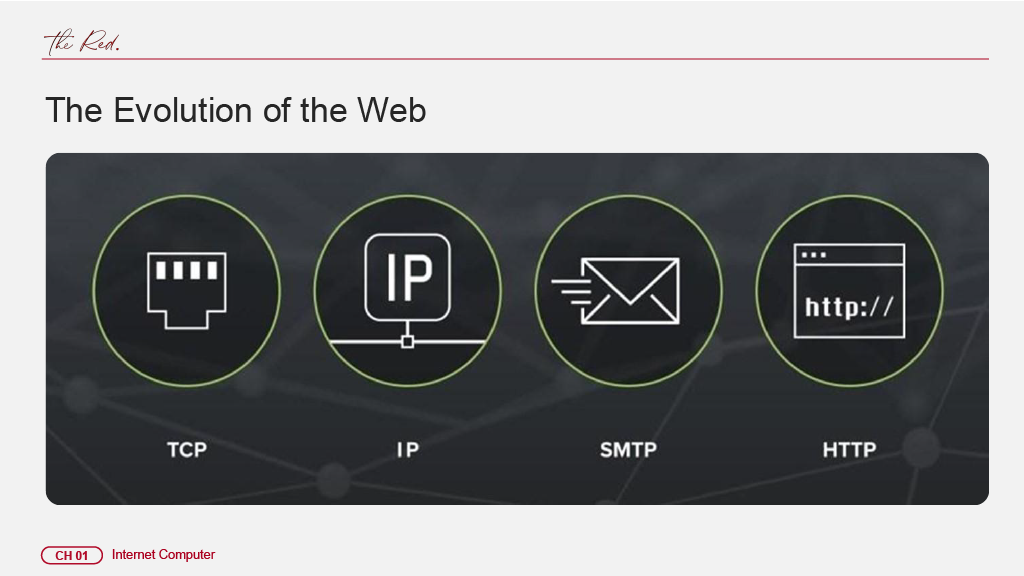 The Red.
The Evolution of the Web
IP
http://
TCP
IP
SMTP
HTTP
CH 01
Internet Computer